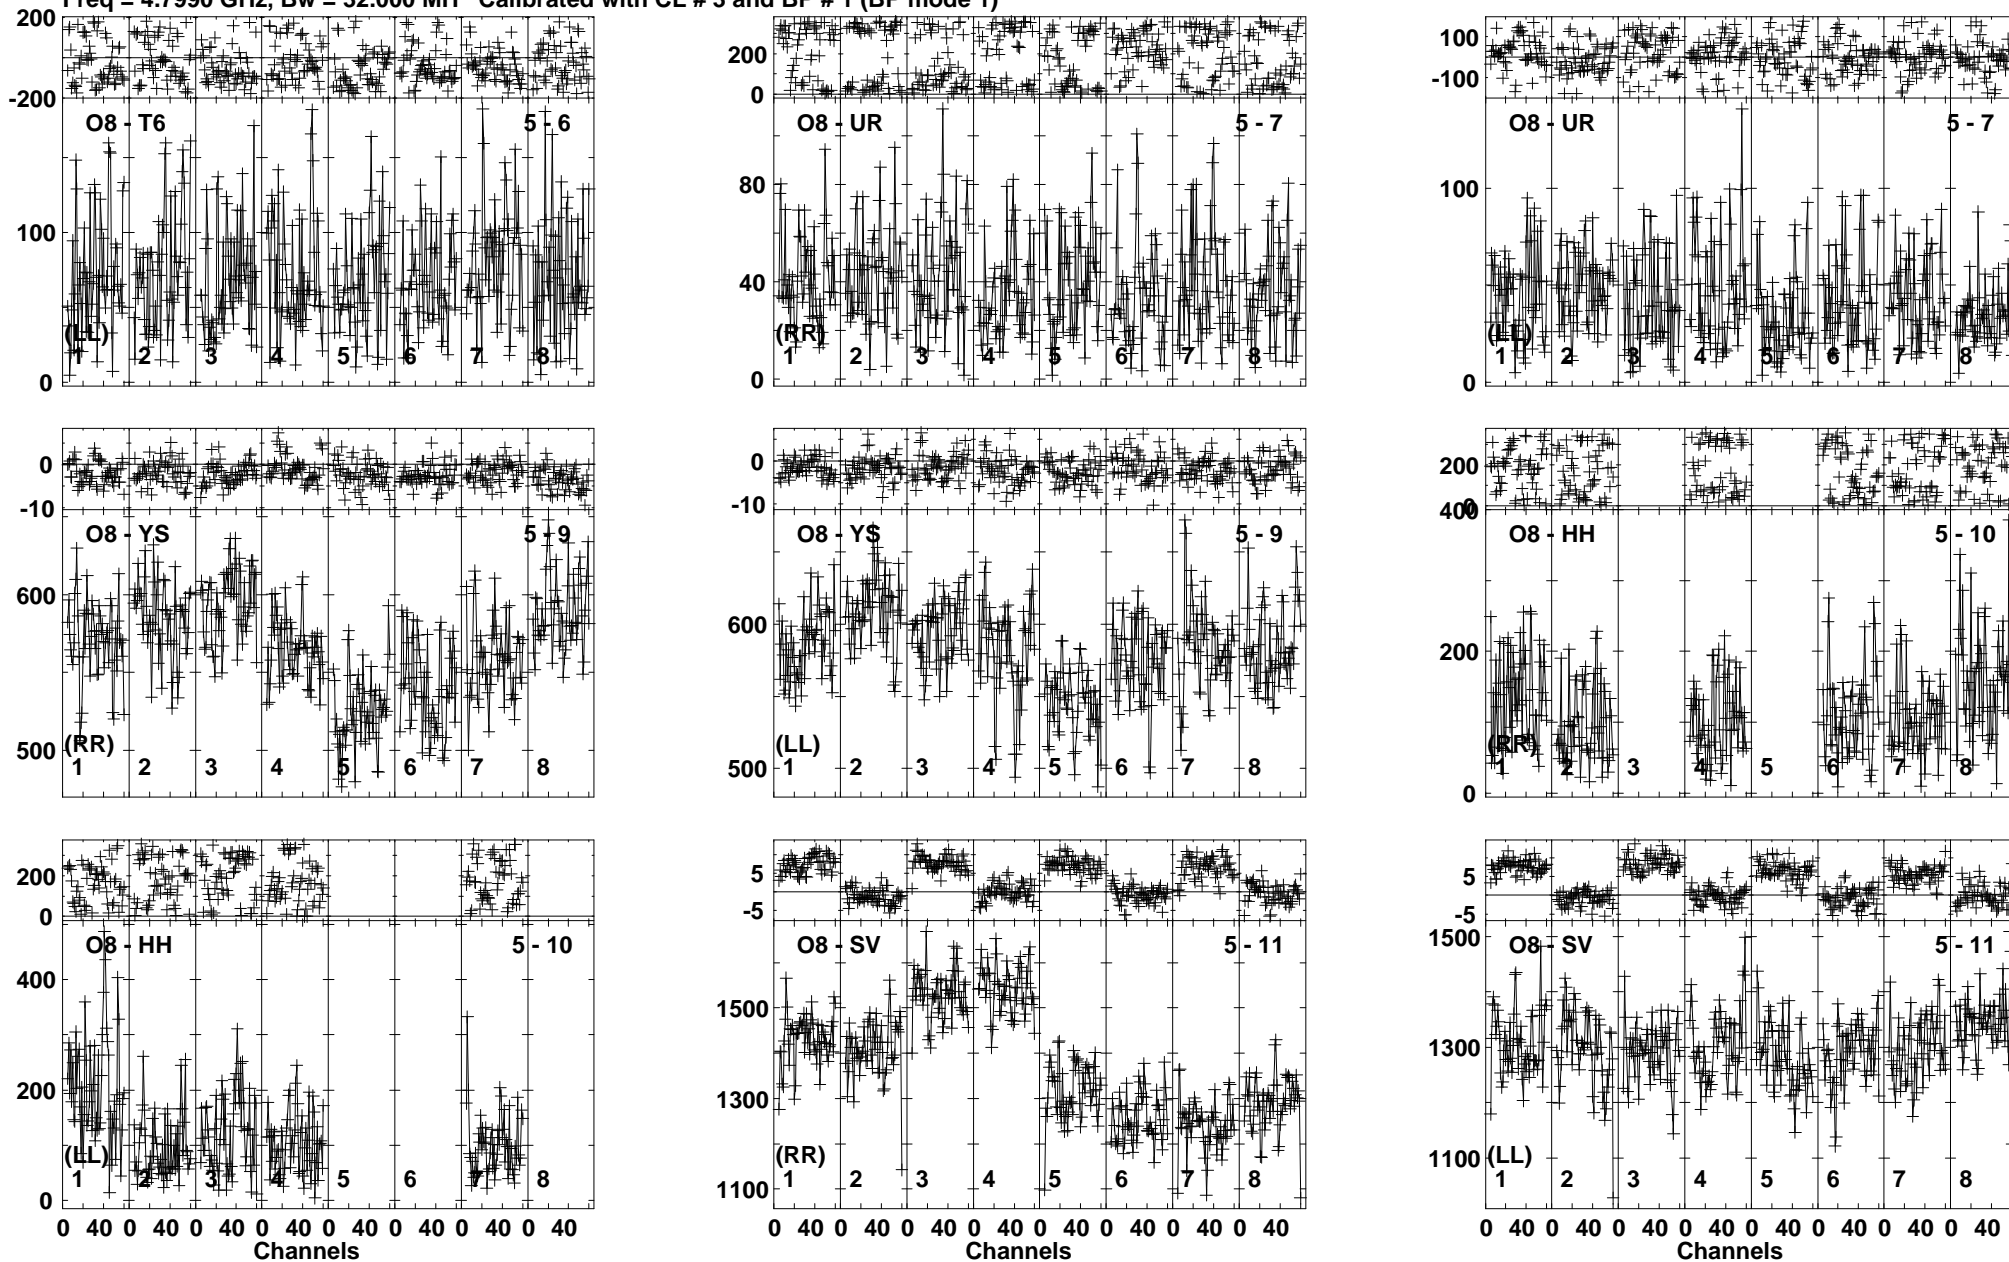 Freq = 4.7990 GHz, Bw = 32.000 MH Calibrated with CL # 3 and BP # 1 (BP mode 1)
200
-200
O8 - T6 5 - 6
100
0
(LL)
1 2 3 4 5 6 7 8
200
0
O8 - UR 5 - 7
80
40
0
(RR)
1 2 3 4 5 6 7 8
100
-100
O8 - UR 5 - 7
100
0
(LL)
1 2 3 4 5 6 7 8
0
-10
O8 - YS 5 - 9
600
500
(RR)
1 2 3 4 5 6 7 8
0
-10
O8 - YS 5 - 9
600
500
(LL)
1 2 3 4 5 6 7 8
200
0
400
O8 - HH 5 - 10
200
0
(RR)
1 2 3 4 5 6 7 8
200
0
O8 - HH 5 - 10
400
200
0
(LL)
1 2 3 4 5 6 7 8
0 40 0 40 0 40 0 40 0 40 0 40 0 40 0 40
Channels
5
-5
O8 - SV 5 - 11
1500
1300
1100
(RR)
1 2 3 4 5 6 7 8
0 40 0 40 0 40 0 40 0 40 0 40 0 40 0 40
Channels
5
-5
O8 - SV 5 - 11
1500
1300
1100
(LL)
1 2 3 4 5 6 7 8
0 40 0 40 0 40 0 40 0 40 0 40 0 40 0 40
Channels